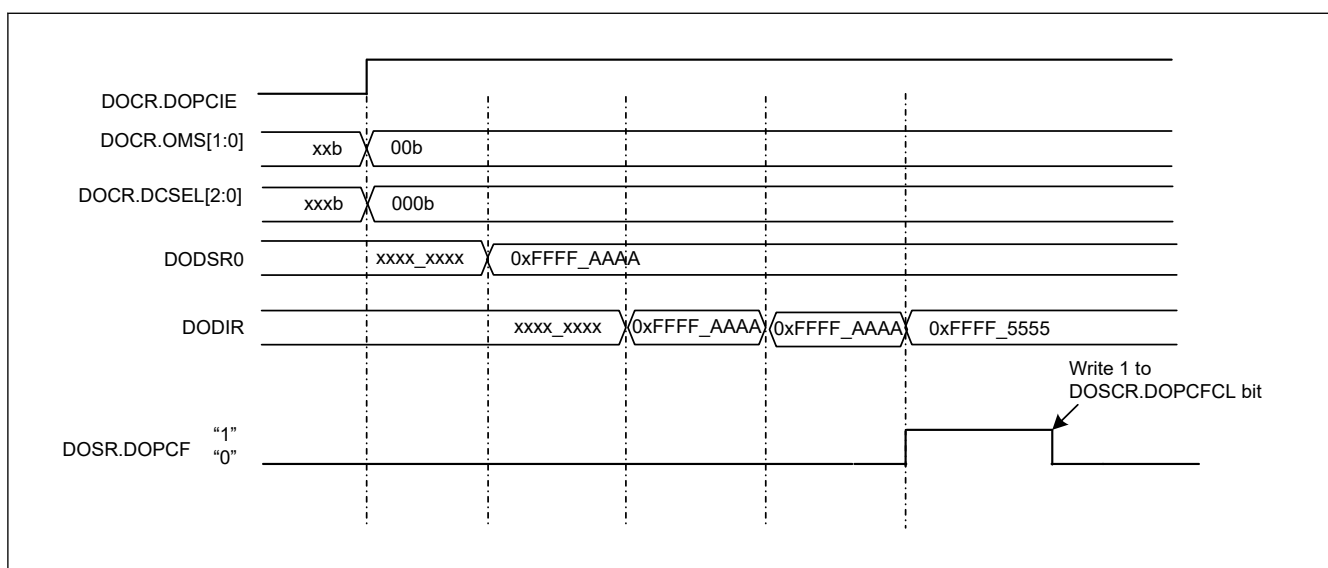 DOCR.DOPCIE
DOCR.OMS[1:0] xxb 00b
DOCR.DCSEL[2:0] xxxb 000b
DODSR0 xxxx_xxxx 0xFFFF_AAAA
DODIR xxxx_xxxx 0xFFFF_AAAA 0xFFFF_AAAA 0xFFFF_5555
Write 1 to
DOSCR.DOPCFCL bit
“1”
DOSR.DOPCF
“0”